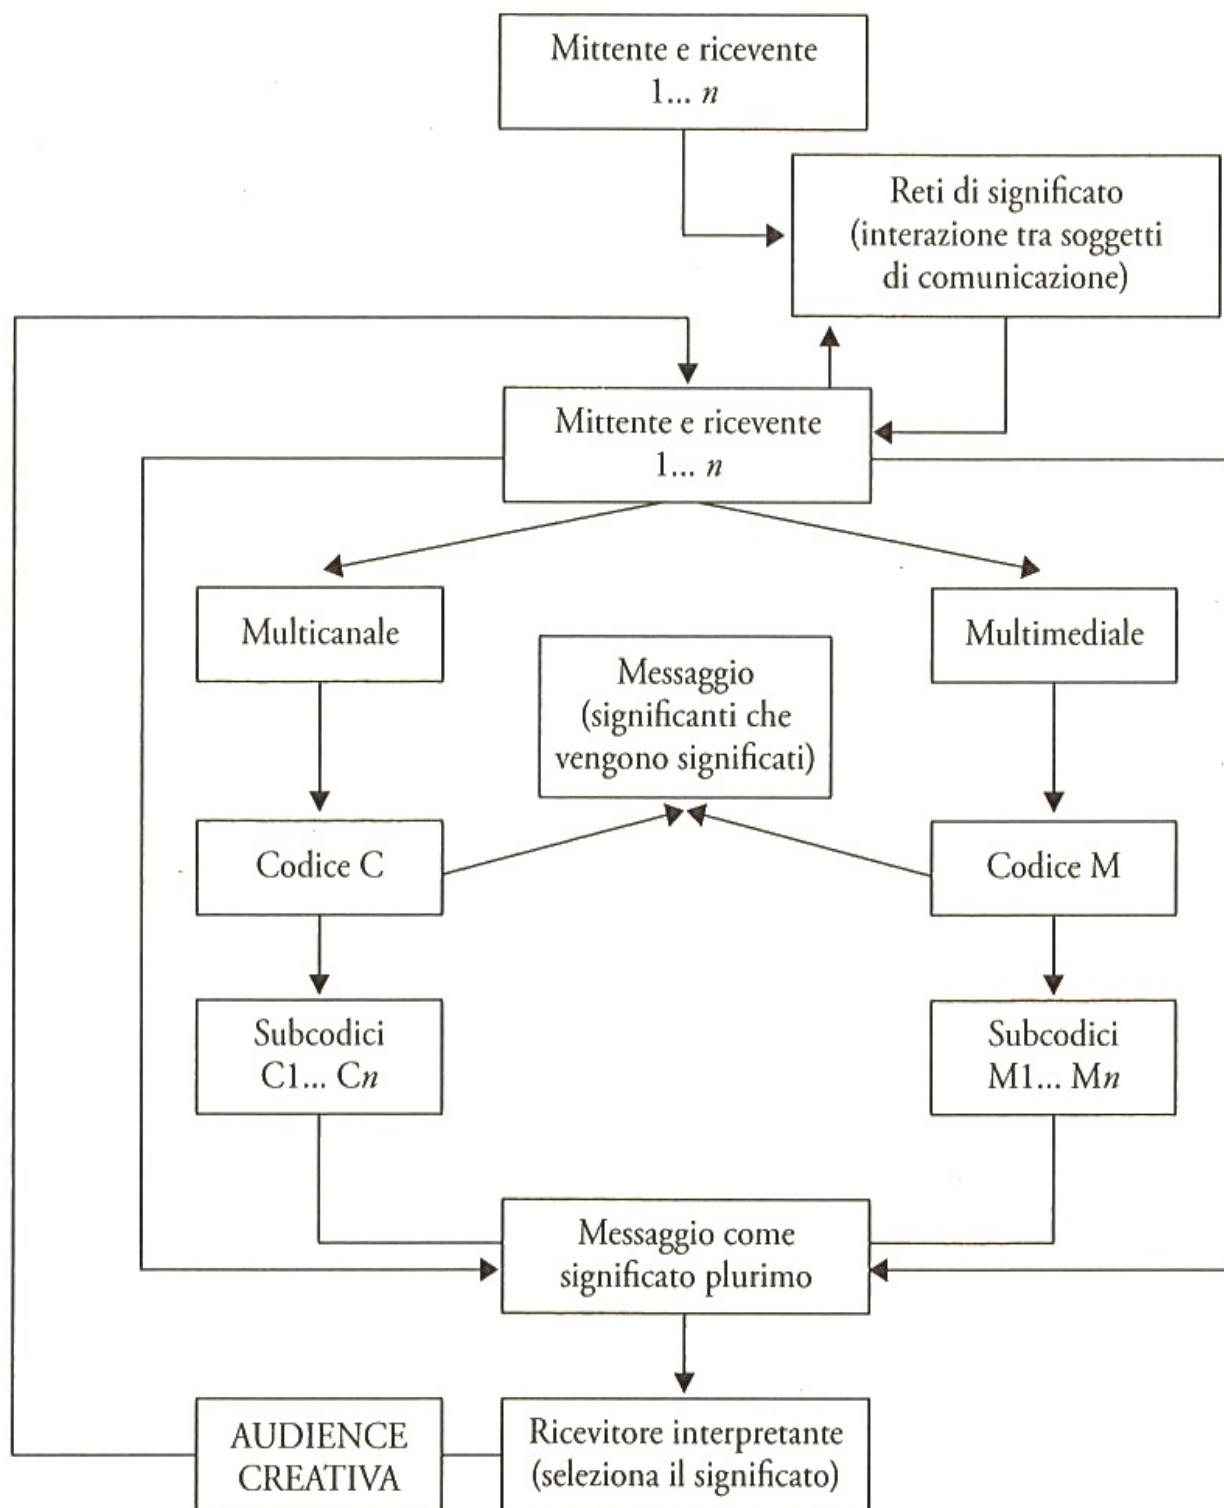 Mittente e ricevente
1... n
Reti di significato
(interazione tra soggetti
di comunicazione)
Mittente e ricevente
1... n
Multicanale
Multimediale
Messaggio
(significanti che
vengono significati)
Codice C
Codice M
Subcodici
C1... Cn
Subcodici
M1... Mn
Messaggio come
significato plurimo
AUDIENCE
CREATIVA
Ricevitore interpretante
(seleziona il significato)